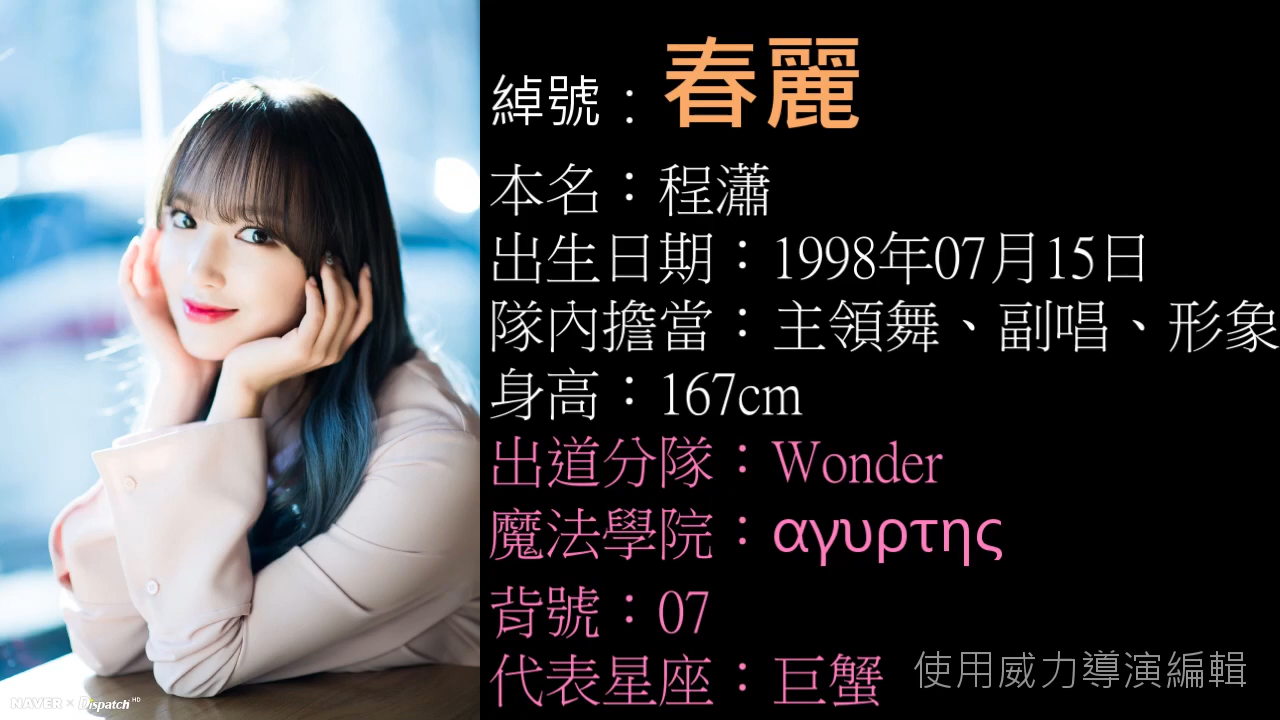 綽號：春麗
本名：程瀟
出生日期：1998年07月15日
隊內擔當：主領舞、副唱、形象
身高：167cm
出道分隊：Wonder
魔法學院：αγυρτης
背號：07
代表星座：巨蟹
使用威力導演編輯
NAVER × Dispatch HD